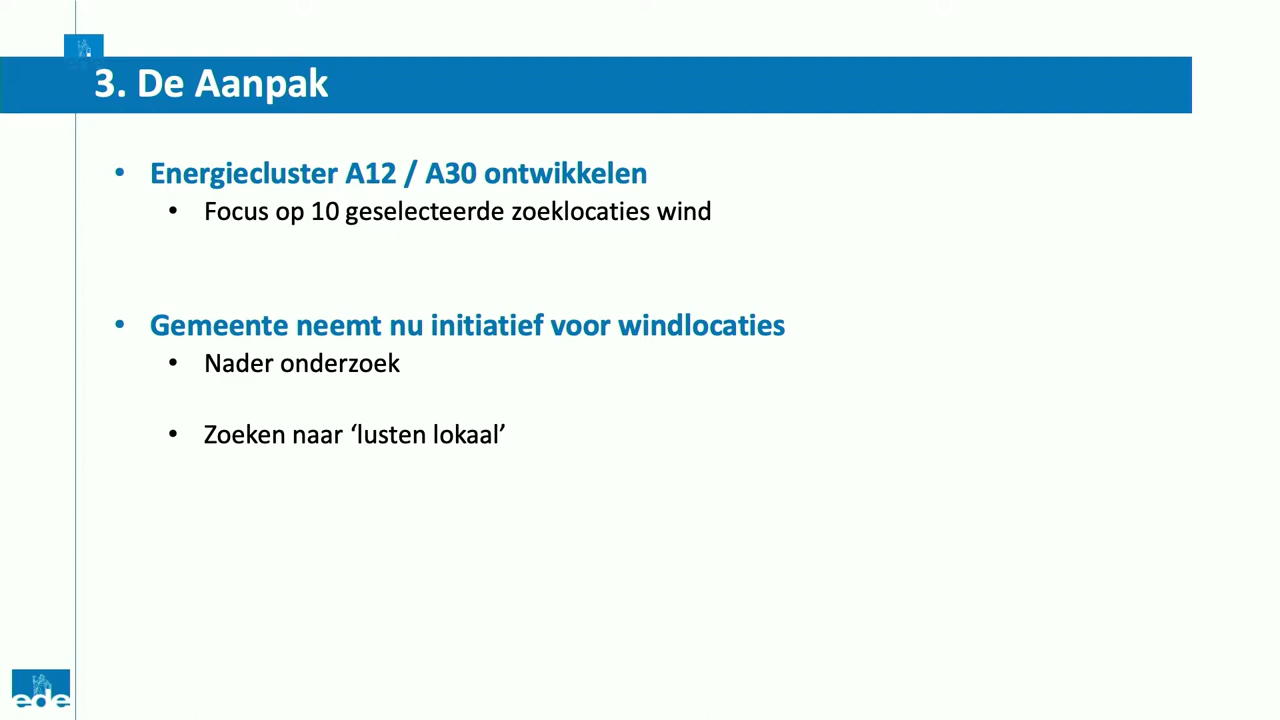 3. De Aanpak
• Energiecluster A12 / A30 ontwikkelen
• Focus op 10 geselecteerde zoeklocaties wind
• Gemeente neemt nu initiatief voor windlocaties
• Nader onderzoek
• Zoeken naar ‘lusten lokaal’
ede